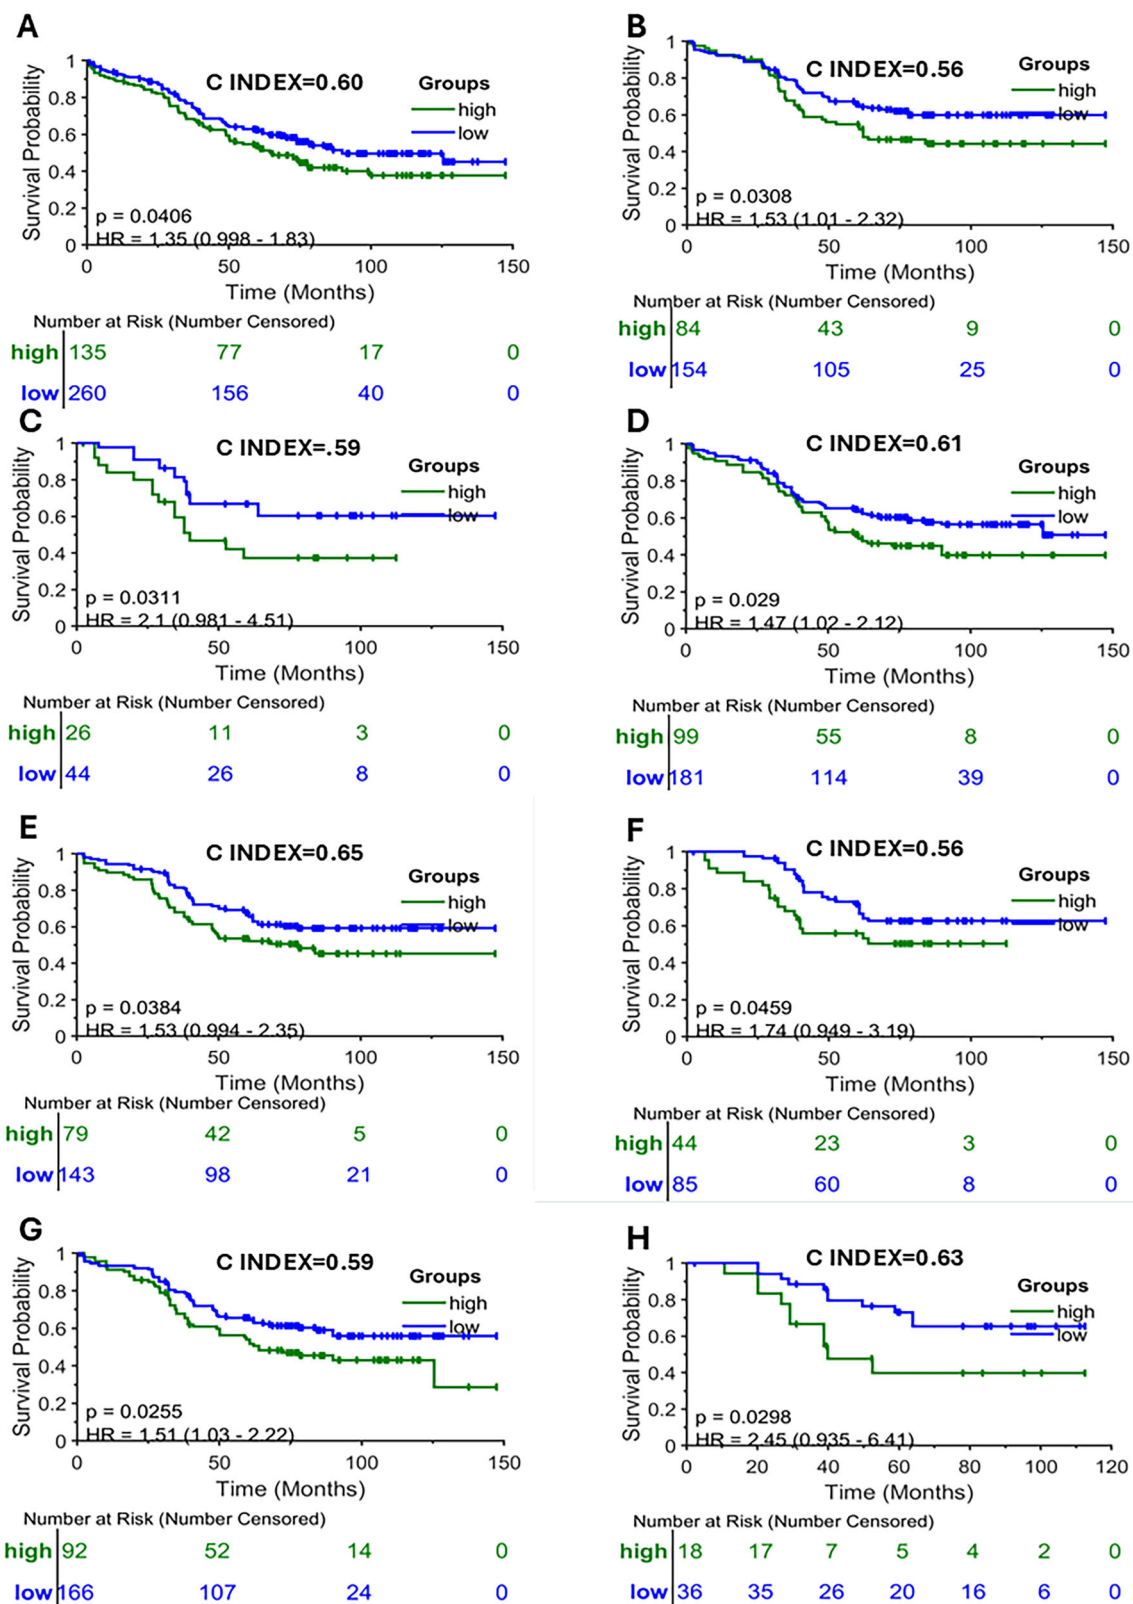 A
C INDEX=0.60
Groups
high
low
Survival Probability
1
0.8
0.6
0.4
0.2
0
p = 0.0406
HR = 1.35 (0.998 - 1.83)
0 50 100 150
Time (Months)
Number at Risk (Number Censored)
high 135 77 17 0
low 260 156 40 0
B
C INDEX=0.56
Groups
high
low
Survival Probability
1
0.8
0.6
0.4
0.2
0
p = 0.0308
HR = 1.53 (1.01 - 2.32)
0 50 100 150
Time (Months)
Number at Risk (Number Censored)
high 84 43 9 0
low 154 105 25 0
C
C INDEX=.59
Groups
high
low
Survival Probability
1
0.8
0.6
0.4
0.2
0
p = 0.0311
HR = 2.1 (0.981 - 4.51)
0 50 100 150
Time (Months)
Number at Risk (Number Censored)
high 26 11 3 0
low 44 26 8 0
D
C INDEX=0.61
Groups
high
low
Survival Probability
1
0.8
0.6
0.4
0.2
0
p = 0.029
HR = 1.47 (1.02 - 2.12)
0 50 100 150
Time (Months)
Number at Risk (Number Censored)
high 99 55 8 0
low 181 114 39 0
E
C INDEX=0.65
Groups
high
low
Survival Probability
1
0.8
0.6
0.4
0.2
0
p = 0.0384
HR = 1.53 (0.994 - 2.35)
0 50 100 150
Time (Months)
Number at Risk (Number Censored)
high 79 42 5 0
low 143 98 21 0
F
C INDEX=0.56
Groups
high
low
Survival Probability
1
0.8
0.6
0.4
0.2
0
p = 0.0459
HR = 1.74 (0.949 - 3.19)
0 50 100 150
Time (Months)
Number at Risk (Number Censored)
high 44 23 3 0
low 85 60 8 0
G
C INDEX=0.59
Groups
high
low
Survival Probability
1
0.8
0.6
0.4
0.2
0
p = 0.0255
HR = 1.51 (1.03 - 2.22)
0 50 100 150
Time (Months)
Number at Risk (Number Censored)
high 92 52 14 0
low 166 107 24 0
H
C INDEX=0.63
Groups
high
low
Survival Probability
1
0.8
0.6
0.4
0.2
0
p = 0.0298
HR = 2.45 (0.935 - 6.41)
0 20 40 60 80 100 120
Time (Months)
Number at Risk (Number Censored)
high 18 17 7 5 4 2 0
low 36 35 26 20 16 6 0